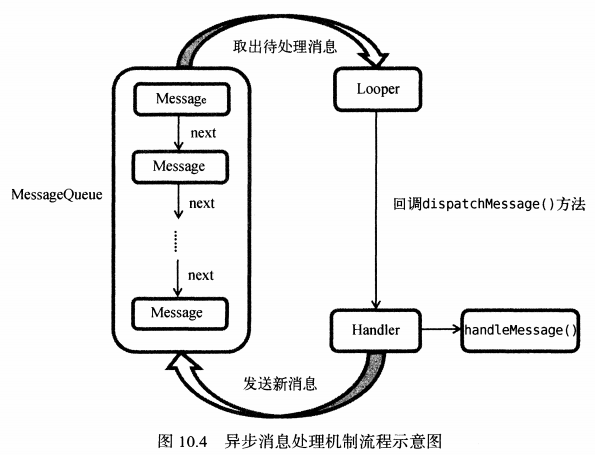 取出待处理消息
Message
Looper
next
Message
MessageQueue
next
回调dispatchMessage()方法
next
Message
Handler
handleMessage()
发送新消息
图 10.4 异步消息处理机制流程示意图